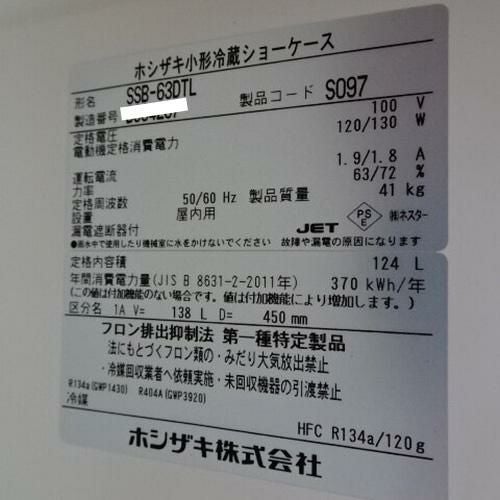 ホシザキ小形冷蔵ショーケース
形名 SSB-63DTL 製品コード S097
製造番号
定格電圧 100 V
電動機定格消費電力 120/130 W
運転電流 1.9/1.8 A
力率 63/72 %
定格周波数 50/60 Hz 製品質量 41 kg
設置 屋内用
漏電遮断器付 JET PSE ㈱ネスター
●雨水中で使用したり機械室に水をかけないでください 故障や漏電の原因になります
定格内容積 124 L
年間消費電力量(JIS B 8631-2-2011年) 370 kWh/年
(この値は付加機能のない場合です。値は付加機能により増加します。)
区分名 1A V= 138 L D= 450 mm
フロン排出抑制法 第一種特定製品
法にもとづくフロン類の・みだり大気放出禁止
・冷媒回収業者へ依頼実施・未回収機器の引渡禁止
R134a(GWP1430) R404A(GWP3920)
冷媒 HFC R134a/120g
ホシザキ株式会社